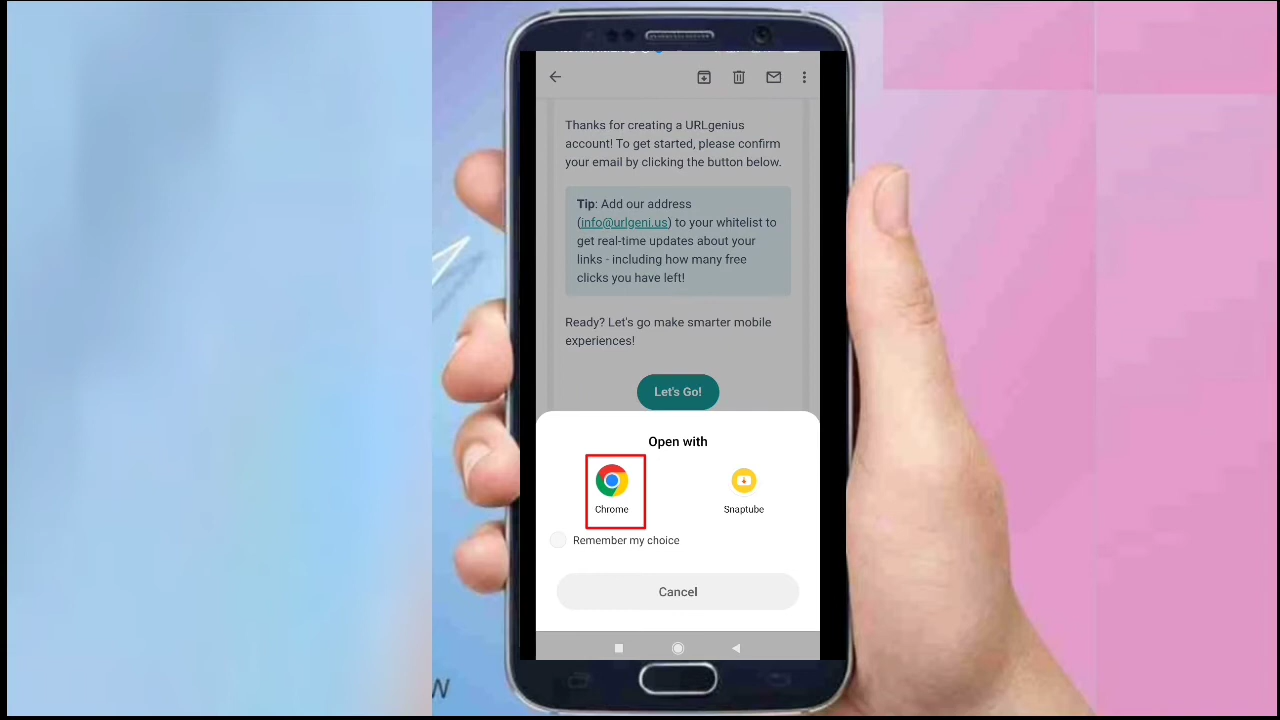 Thanks for creating a URLgenius
account! To get started, please confirm
your email by clicking the button below.
Tip: Add our address
(info@urlgeni.us) to your whitelist to
get real-time updates about your
links - including how many free
clicks you have left!
Ready? Let's go make smarter mobile
experiences!
Let's Go!
Open with
Chrome
Snaptube
Remember my choice
Cancel